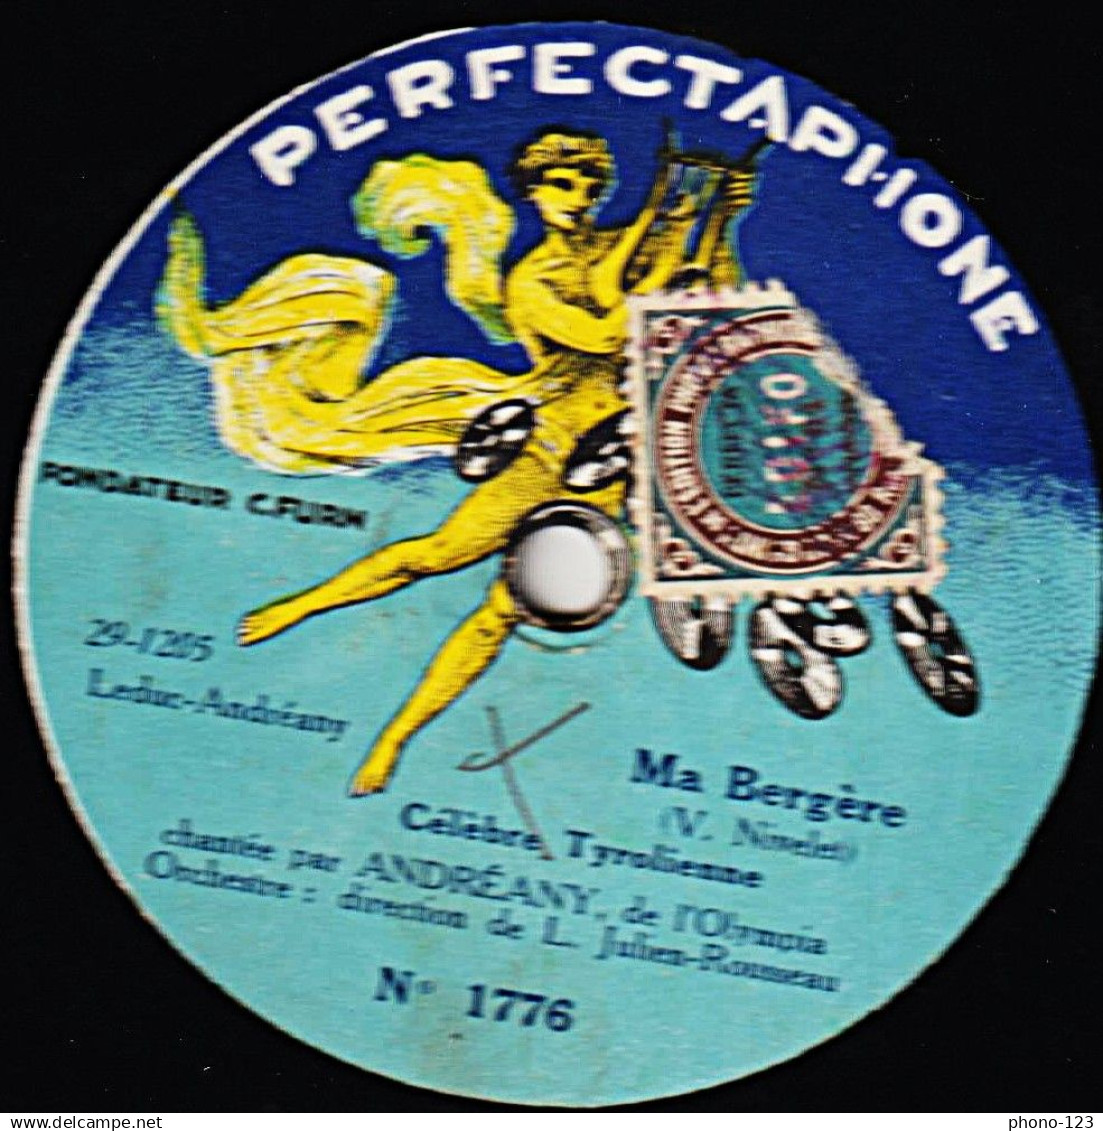 PERFECTAPHONE
FONDATEUR C.FURN
29-1205
Leduc-Andréany
Ma Bergère
(V. Nivelet)
Célèbre Tyrolienne
chantée par ANDRÉANY, de l'Olympia
Orchestre : direction de L. Julien-Rousseau
N° 1776
delcampe.net
phono-123